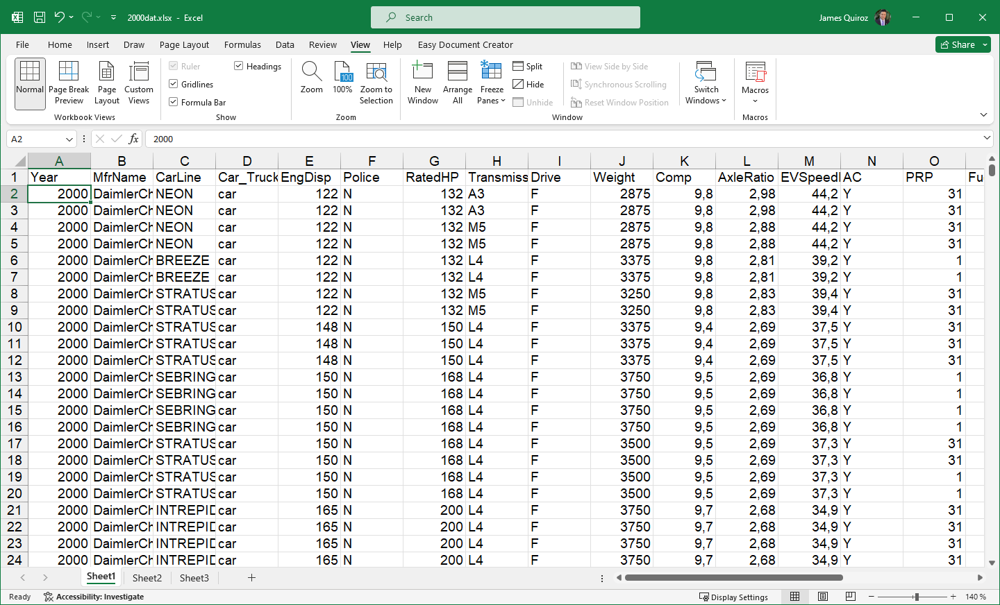 2000dat.xlsx - Excel
Search
James Quiroz
File Home Insert Draw Page Layout Formulas Data Review View Help Easy Document Creator Share
Normal Page Break Preview Page Layout Custom Views
Workbook Views
Ruler Headings
Gridlines
Formula Bar
Show
Zoom 100% Zoom to Selection
Zoom
New Window Arrange All Freeze Panes
Split
Hide
Unhide
View Side by Side
Synchronous Scrolling
Reset Window Position
Switch Windows
Window
Macros
Macros
A2 fx 2000
A B C D E F G H I J K L M N O
1 Year MfrName CarLine Car_Truck EngDisp Police RatedHP Transmiss Drive Weight Comp AxleRatio EVSpeedl AC PRP Fu
2 2000 DaimlerCh NEON car 122 N 132 A3 F 2875 9,8 2,98 44,2 Y 31
3 2000 DaimlerCh NEON car 122 N 132 A3 F 2875 9,8 2,98 44,2 Y 31
4 2000 DaimlerCh NEON car 122 N 132 M5 F 2875 9,8 2,88 44,2 Y 31
5 2000 DaimlerCh NEON car 122 N 132 M5 F 2875 9,8 2,88 44,2 Y 31
6 2000 DaimlerCh BREEZE car 122 N 132 L4 F 3375 9,8 2,81 39,2 Y 1
7 2000 DaimlerCh BREEZE car 122 N 132 L4 F 3375 9,8 2,81 39,2 Y 1
8 2000 DaimlerCh STRATUS car 122 N 132 M5 F 3250 9,8 2,83 39,4 Y 31
9 2000 DaimlerCh STRATUS car 122 N 132 M5 F 3250 9,8 2,83 39,4 Y 31
10 2000 DaimlerCh STRATUS car 148 N 150 L4 F 3375 9,4 2,69 37,5 Y 31
11 2000 DaimlerCh STRATUS car 148 N 150 L4 F 3375 9,4 2,69 37,5 Y 31
12 2000 DaimlerCh STRATUS car 148 N 150 L4 F 3375 9,4 2,69 37,5 Y 31
13 2000 DaimlerCh SEBRING car 150 N 168 L4 F 3750 9,5 2,69 36,8 Y 1
14 2000 DaimlerCh SEBRING car 150 N 168 L4 F 3750 9,5 2,69 36,8 Y 1
15 2000 DaimlerCh SEBRING car 150 N 168 L4 F 3750 9,5 2,69 36,8 Y 1
16 2000 DaimlerCh SEBRING car 150 N 168 L4 F 3750 9,5 2,69 36,8 Y 1
17 2000 DaimlerCh STRATUS car 150 N 168 L4 F 3500 9,5 2,69 37,3 Y 31
18 2000 DaimlerCh STRATUS car 150 N 168 L4 F 3500 9,5 2,69 37,3 Y 31
19 2000 DaimlerCh STRATUS car 150 N 168 L4 F 3500 9,5 2,69 37,3 Y 1
20 2000 DaimlerCh STRATUS car 150 N 168 L4 F 3500 9,5 2,69 37,3 Y 1
21 2000 DaimlerCh INTREPID car 165 N 200 L4 F 3750 9,7 2,68 34,9 Y 31
22 2000 DaimlerCh INTREPID car 165 N 200 L4 F 3750 9,7 2,68 34,9 Y 31
23 2000 DaimlerCh INTREPID car 165 N 200 L4 F 3750 9,7 2,68 34,9 Y 31
24 2000 DaimlerCh INTREPID car 165 N 200 L4 F 3750 9,7 2,68 34,9 Y 31
Sheet1 Sheet2 Sheet3
Ready Accessibility: Investigate Display Settings 140 %